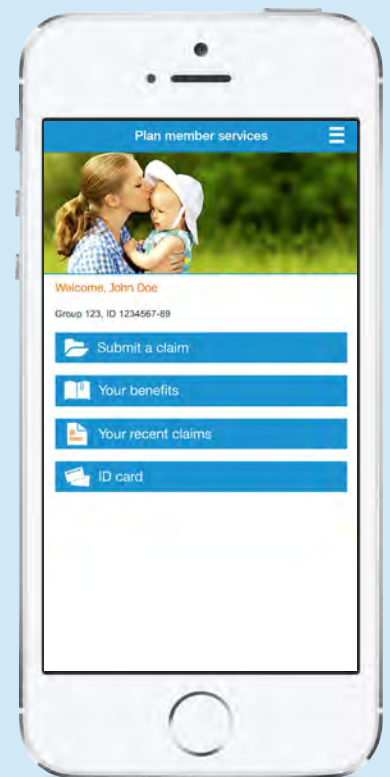 Plan member services
Welcome, John Doe
Group 123, ID 1234567-89
Submit a claim
Your benefits
Your recent claims
ID card